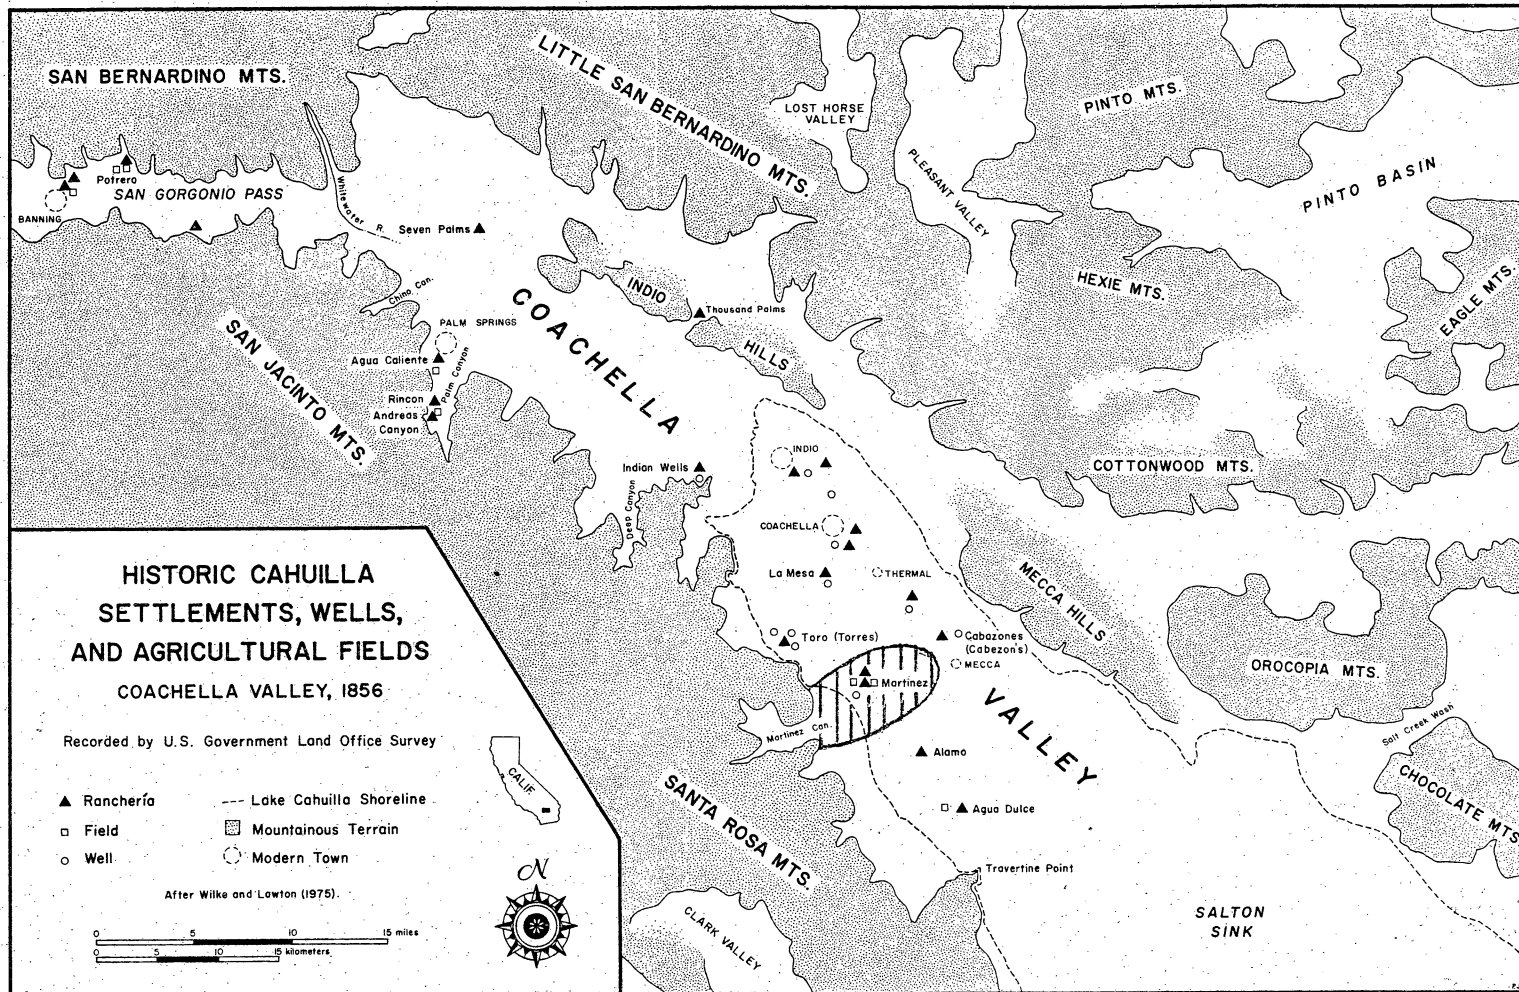 SAN BERNARDINO MTS.
LITTLE SAN BERNARDINO MTS.
LOST HORSE
VALLEY
PINTO MTS.
PLEASANT VALLEY
PINTO BASIN
Potrero
SAN GORGONIO PASS
BANNING
Whitewater R.
Seven Palms
HEXIE MTS.
EAGLE MTS.
Chino Can.
INDIO
HILLS
Thousand Palms
COACHELLA
PALM SPRINGS
Agua Caliente
Palm Canyon
Rincon
Andreas
Canyon
SAN JACINTO MTS.
Indian Wells
Deep Canyon
INDIO
COTTONWOOD MTS.
COACHELLA
La Mesa
THERMAL
MECCA HILLS
Toro (Torres)
Cabazones
(Cabezon's)
MECCA
OROCOPIA MTS.
Martinez
Martinez Can.
VALLEY
Salt Creek Wash
Alamo
CHOCOLATE MTS.
SANTA ROSA MTS.
Agua Dulce
Travertine Point
SALTON
SINK
CLARK VALLEY
HISTORIC CAHUILLA
SETTLEMENTS, WELLS,
AND AGRICULTURAL FIELDS
COACHELLA VALLEY, 1856
Recorded by U.S. Government Land Office Survey
CALIF.
Ranchería
Field
Well
Lake Cahuilla Shoreline
Mountainous Terrain
Modern Town
After Wilke and Lawton (1975).
N
0 5 10 15 miles
0 5 10 15 kilometers